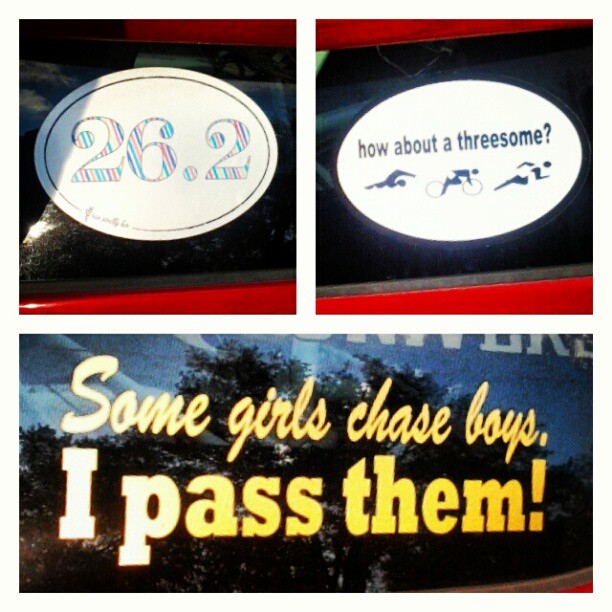 26.2
how about a threesome?
Some girls chase boys.
I pass them!